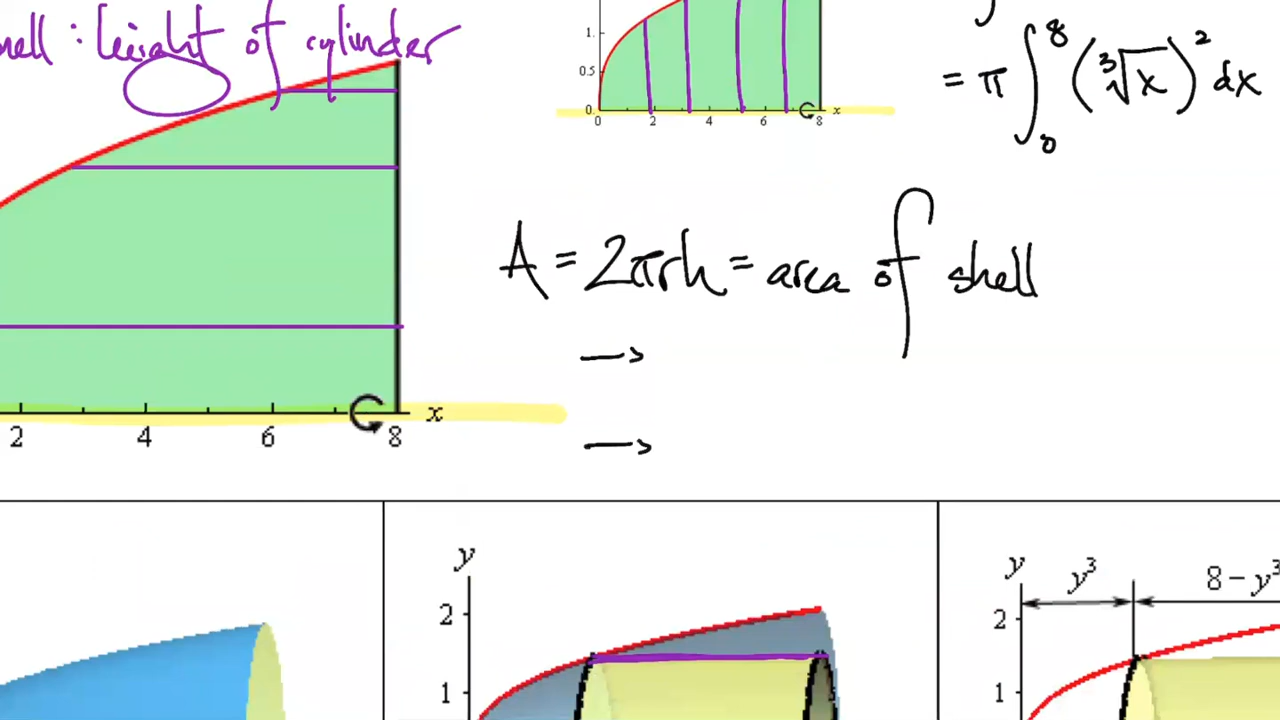 : height of cylinder
1.
0.5
0
0 2 4 6 8 x
= π ∫₀⁸ (∛x)² dx
A = 2πrh = area of shell
→
→
2 4 6 8 x
y
2
1
y y³ 8 − y³
2
1